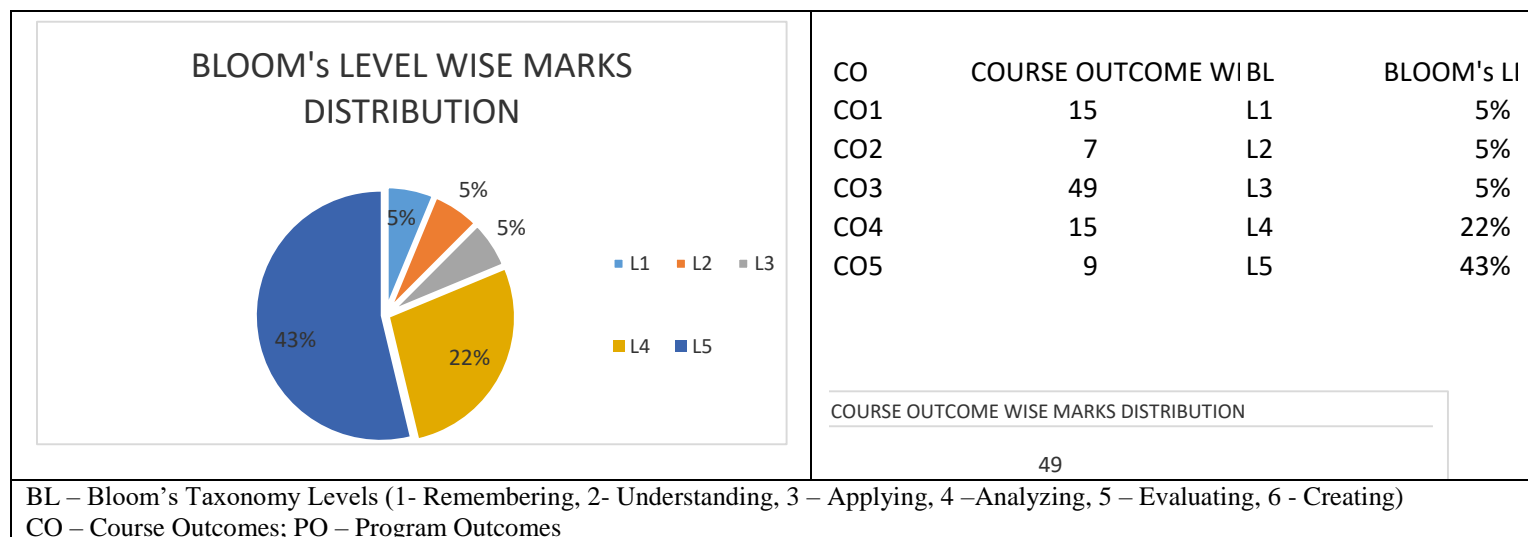 BLOOM's LEVEL WISE MARKS
DISTRIBUTION
5%
5%
5%
22%
43%
L1 L2 L3
L4 L5
CO COURSE OUTCOME WI BL BLOOM's
CO1 15 L1 5%
CO2 7 L2 5%
CO3 49 L3 5%
CO4 15 L4 22%
CO5 9 L5 43%
COURSE OUTCOME WISE MARKS DISTRIBUTION
49
BL – Bloom's Taxonomy Levels (1- Remembering, 2- Understanding, 3 – Applying, 4 –Analyzing, 5 – Evaluating, 6 - Creating)
CO – Course Outcomes; PO – Program Outcomes